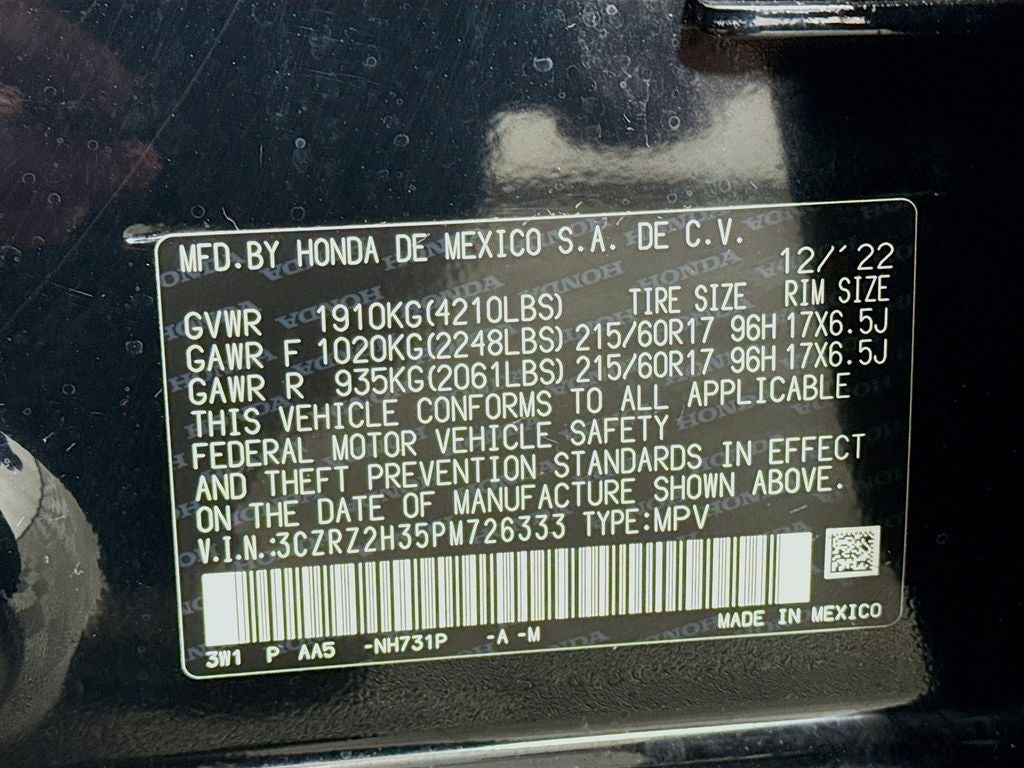 MFD.BY HONDA DE MEXICO S.A. DE C.V.
12/'22
GVWR 1910KG(4210LBS) TIRE SIZE RIM SIZE
GAWR F 1020KG(2248LBS) 215/60R17 96H 17X6.5J
GAWR R 935KG(2061LBS) 215/60R17 96H 17X6.5J
THIS VEHICLE CONFORMS TO ALL APPLICABLE
FEDERAL MOTOR VEHICLE SAFETY
AND THEFT PREVENTION STANDARDS IN EFFECT
ON THE DATE OF MANUFACTURE SHOWN ABOVE.
V.I.N.:3CZRZ2H35PM726333 TYPE:MPV
MADE IN MEXICO
3W1 P AA5 -NH731P -A -M